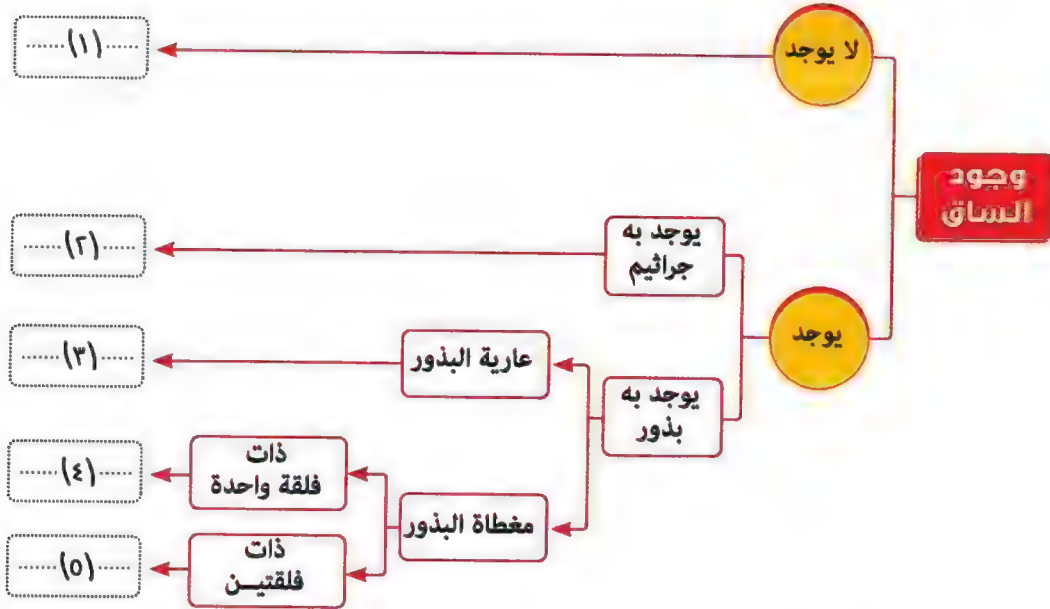 وجود
الساق
لا يوجد
......(١)......
يوجد
يوجد به
جراثيم
......(٢)......
يوجد به
بذور
عارية البذور
......(٣)......
مغطاة البذور
ذات
فلقة واحدة
......(٤)......
ذات
فلقتيــن
......(٥)......